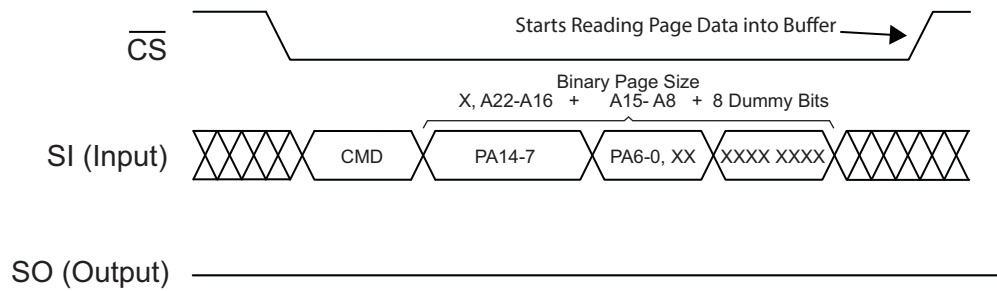 Starts Reading Page Data into Buffer
CS
Binary Page Size
X, A22-A16 + A15- A8 + 8 Dummy Bits
SI (Input)
CMD
PA14-7
PA6-0, XX
XXXX XXXX
SO (Output)